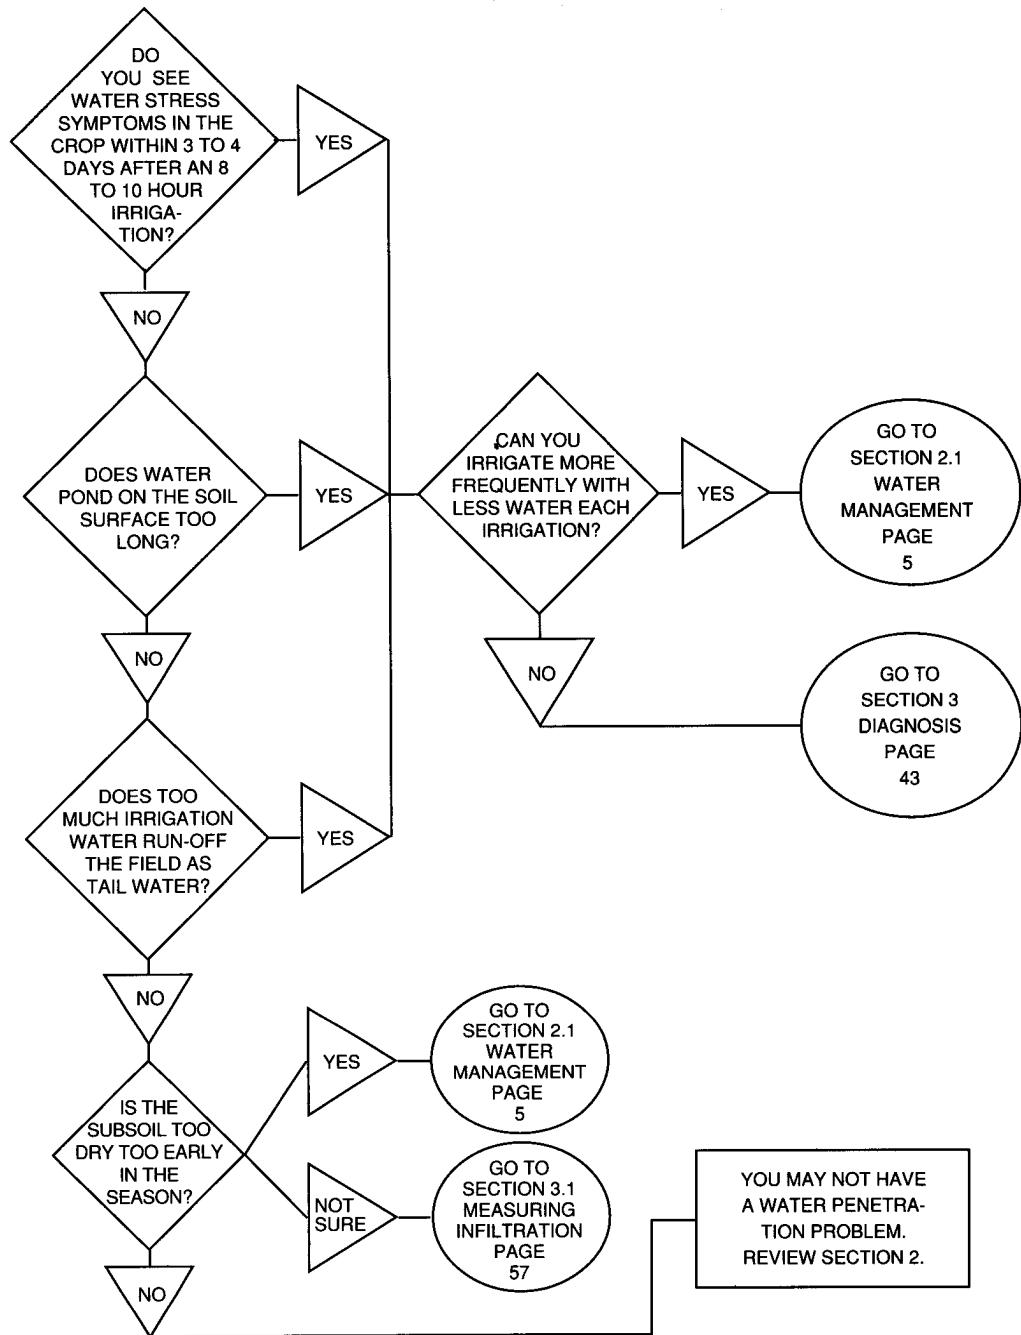 DO
YOU SEE
WATER STRESS
SYMPTOMS IN THE
CROP WITHIN 3 TO 4
DAYS AFTER AN 8
TO 10 HOUR
IRRIGA-
TION?
YES
NO
DOES WATER
POND ON THE SOIL
SURFACE TOO
LONG?
YES
CAN YOU
IRRIGATE MORE
FREQUENTLY WITH
LESS WATER EACH
IRRIGATION?
YES
GO TO
SECTION 2.1
WATER
MANAGEMENT
PAGE
5
NO
GO TO
SECTION 3
DIAGNOSIS
PAGE
43
NO
DOES TOO
MUCH IRRIGATION
WATER RUN-OFF
THE FIELD AS
TAIL WATER?
YES
NO
IS THE
SUBSOIL TOO
DRY TOO EARLY
IN THE
SEASON?
YES
GO TO
SECTION 2.1
WATER
MANAGEMENT
PAGE
5
NOT
SURE
GO TO
SECTION 3.1
MEASURING
INFILTRATION
PAGE
57
NO
YOU MAY NOT HAVE
A WATER PENETRA-
TION PROBLEM.
REVIEW SECTION 2.